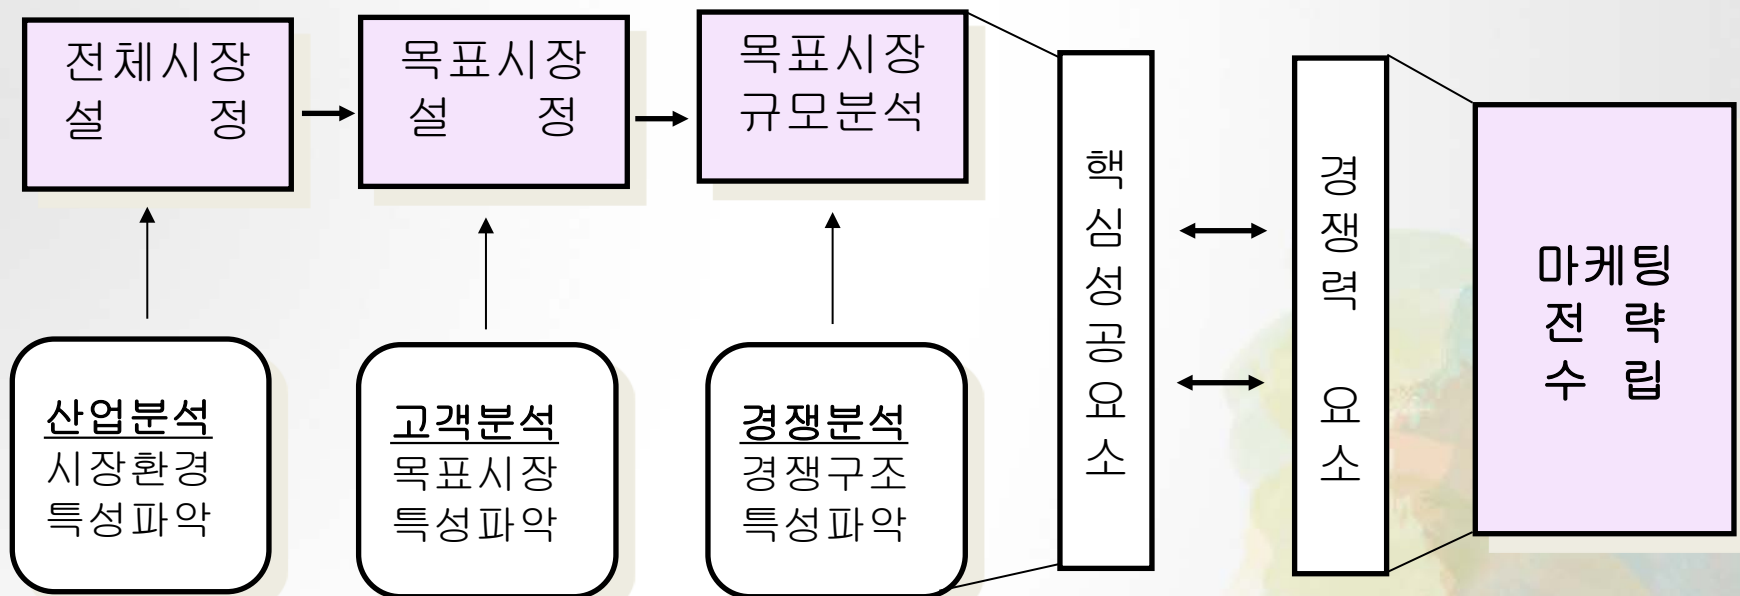 전체시장
설 정
목표시장
설 정
목표시장
규모분석
산업분석
시장환경
특성파악
고객분석
목표시장
특성파악
경쟁분석
경쟁구조
특성파악
핵
심
성
공
요
소
경
쟁
력
요
소
마케팅
전 략
수 립